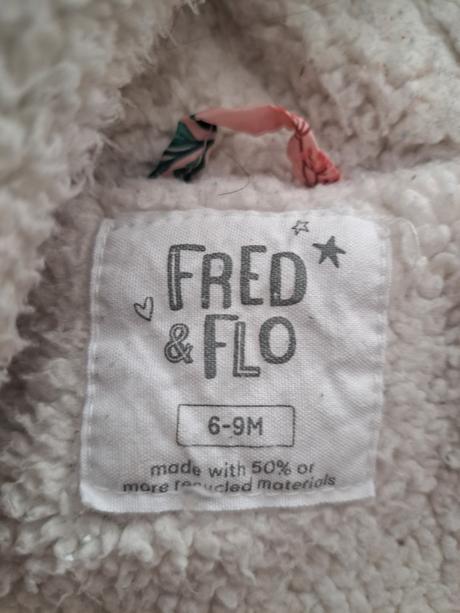 FRED
& FLO
6-9M
made with 50% or
more recycled materials